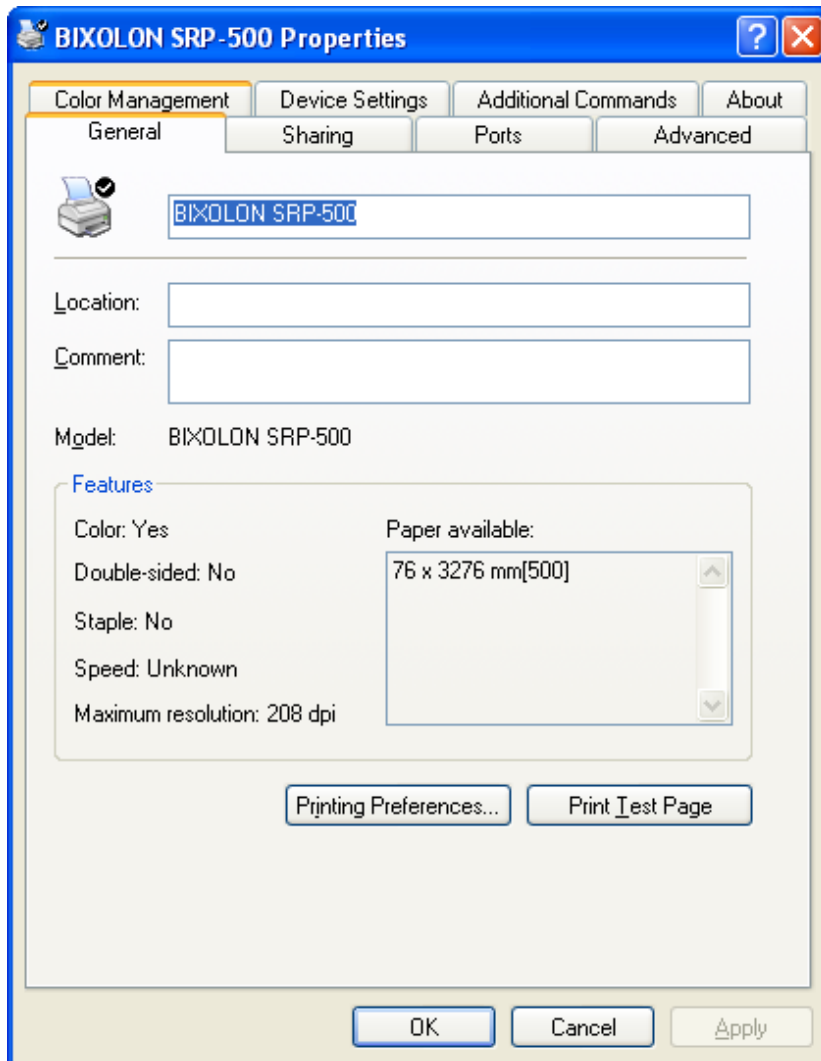 BIXOLON SRP-500 Properties
Color Management Device Settings Additional Commands About
General Sharing Ports Advanced
BIXOLON SRP-500
Location:
Comment:
Model: BIXOLON SRP-500
Features
Color: Yes Paper available:
76 x 3276 mm[500]
Double-sided: No
Staple: No
Speed: Unknown
Maximum resolution: 208 dpi
Printing Preferences... Print Test Page
OK Cancel Apply